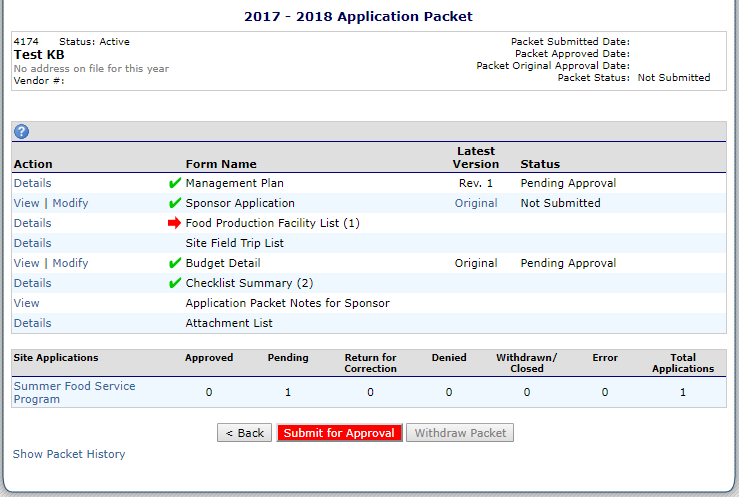 2017 - 2018 Application Packet
4174 Status: Active
Test KB
No address on file for this year
Vendor #:
Packet Submitted Date:
Packet Approved Date:
Packet Original Approval Date:
Packet Status: Not Submitted
?
Action Form Name Latest Version Status
Details Management Plan Rev. 1 Pending Approval
View | Modify Sponsor Application Original Not Submitted
Details Food Production Facility List (1)
Details Site Field Trip List
View | Modify Budget Detail Original Pending Approval
Details Checklist Summary (2)
View Application Packet Notes for Sponsor
Details Attachment List
Site Applications Approved Pending Return for Correction Denied Withdrawn/ Closed Error Total Applications
Summer Food Service Program 0 1 0 0 0 0 1
< Back Submit for Approval Withdraw Packet
Show Packet History